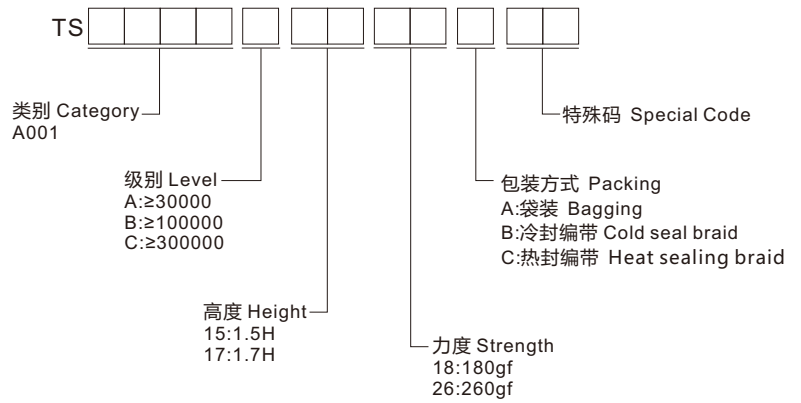 TS
类别 Category
A001
特殊码 Special Code
级别 Level
A:≥30000
B:≥100000
C:≥300000
包装方式 Packing
A:袋装 Bagging
B:冷封编带 Cold seal braid
C:热封编带 Heat sealing braid
高度 Height
15:1.5H
17:1.7H
力度 Strength
18:180gf
26:260gf